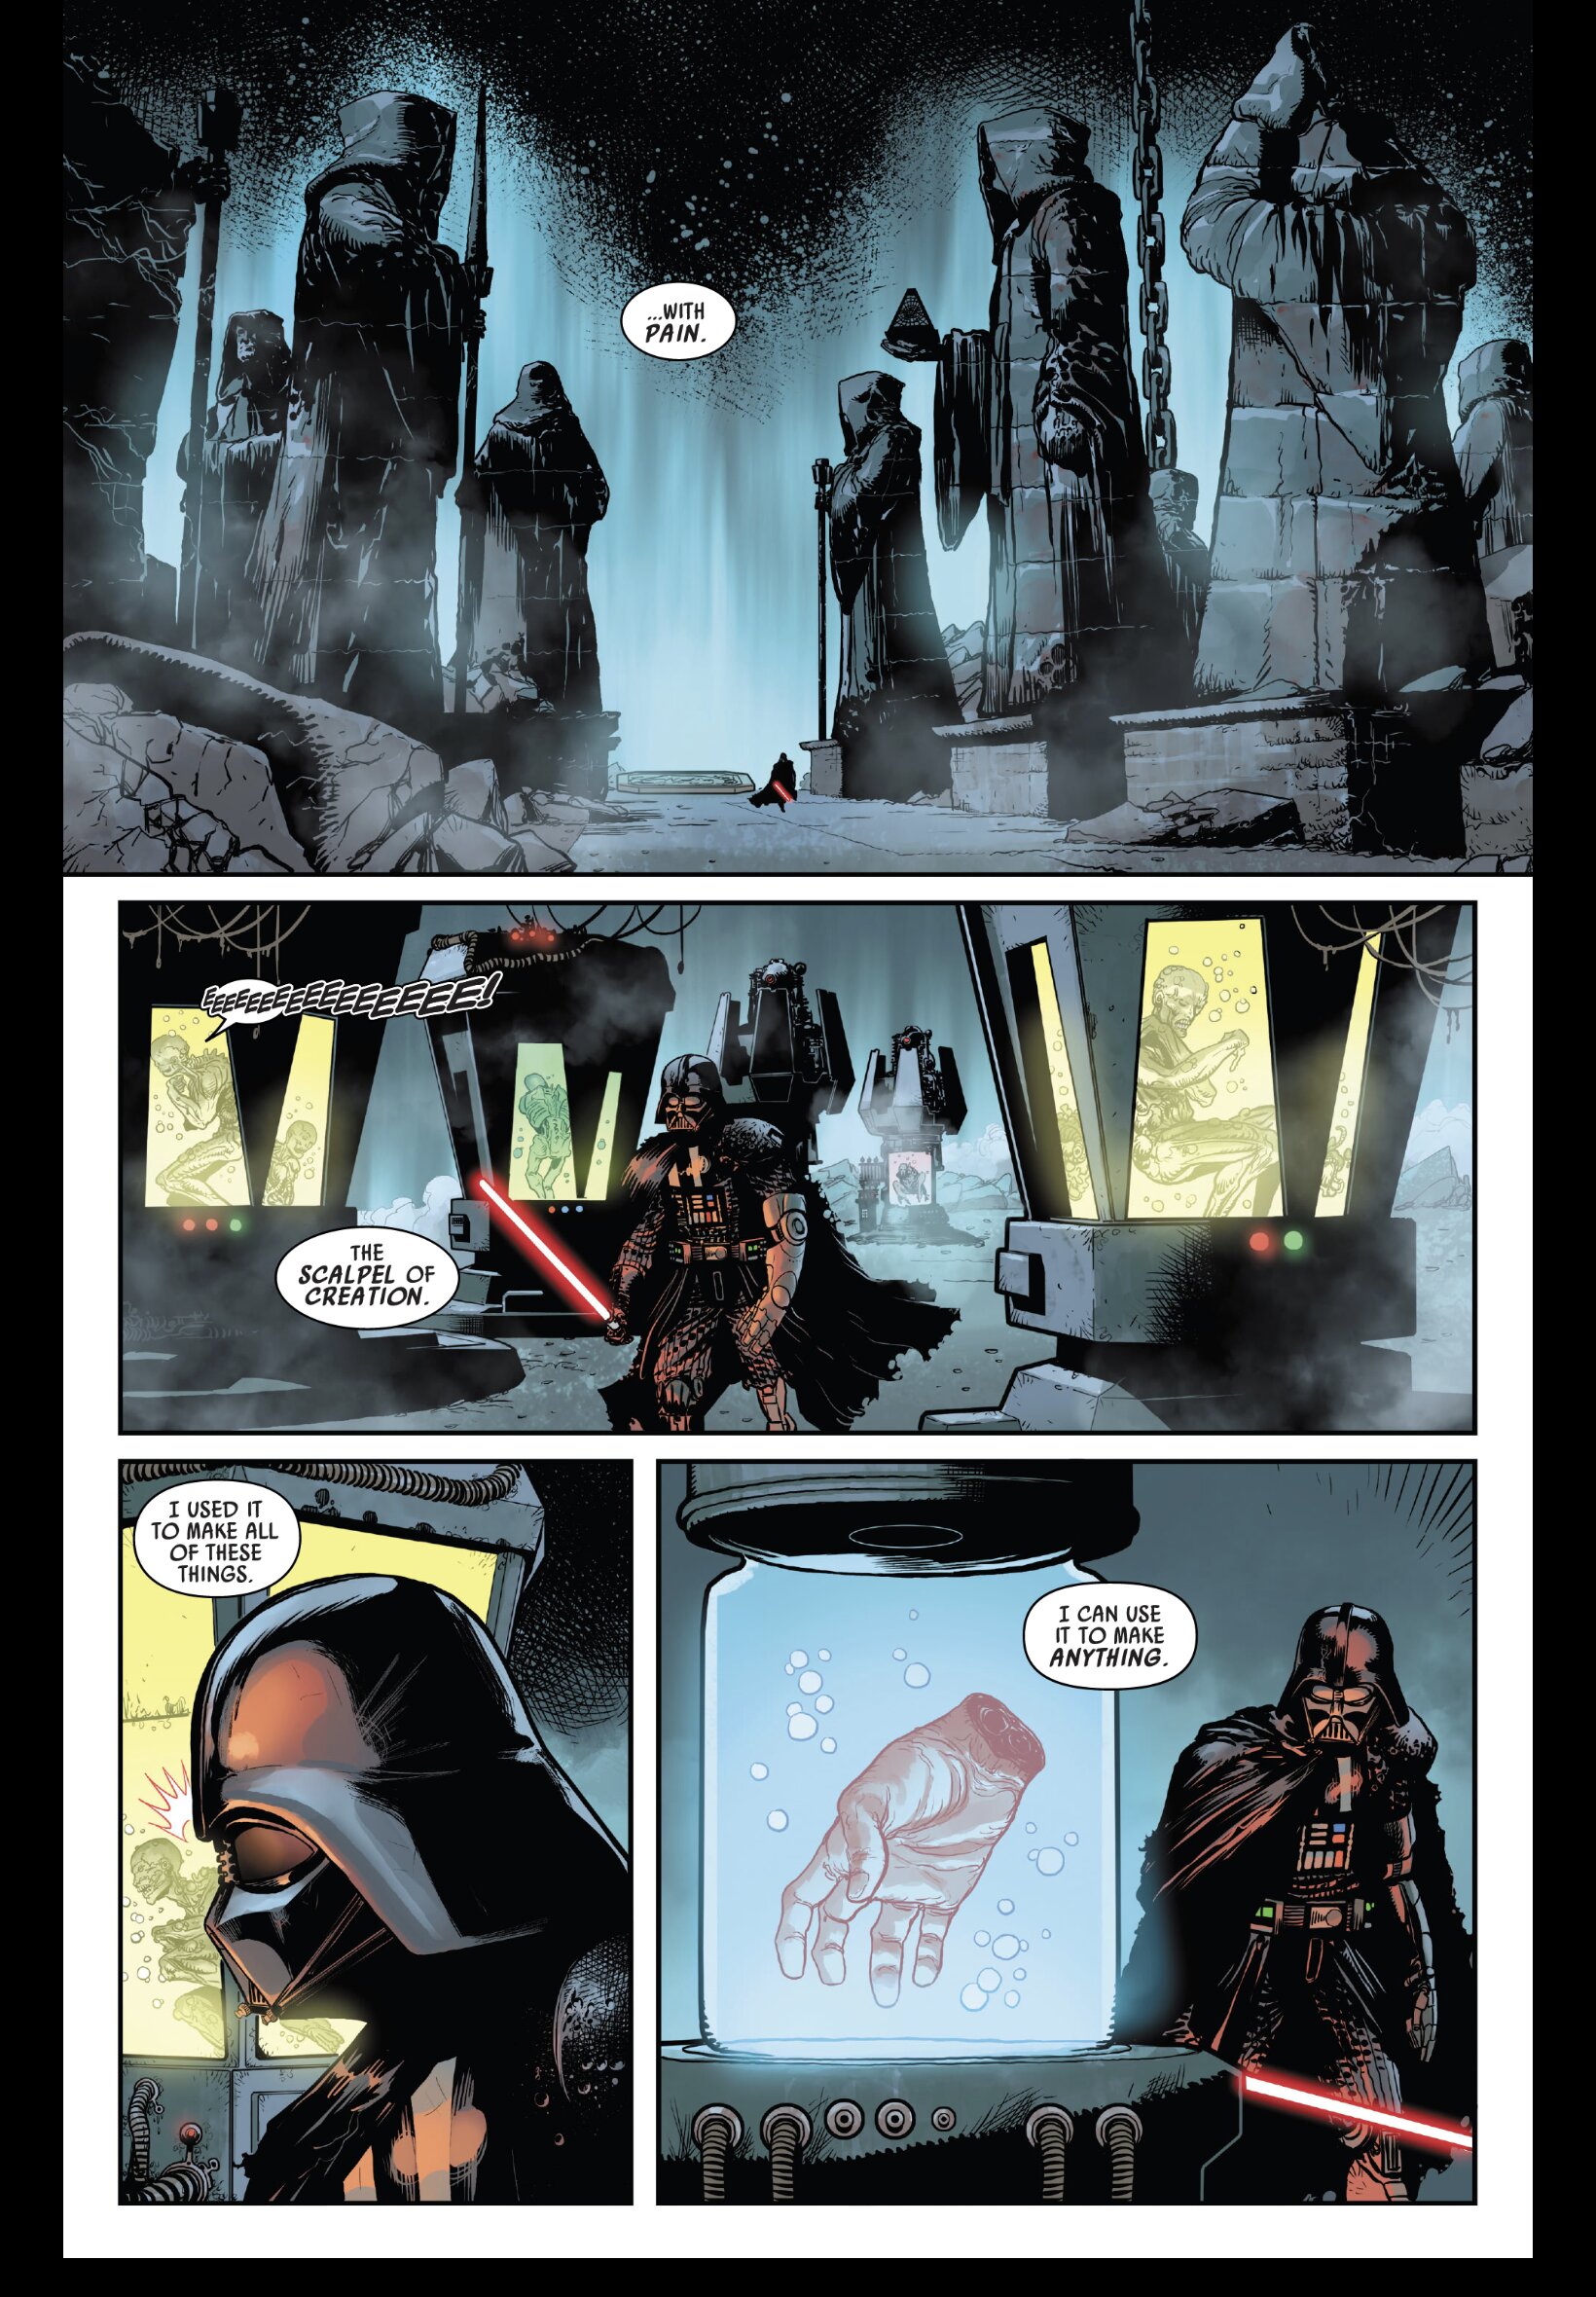 ...WITH
PAIN.
EEEEEEEEEEEEEEEE!
THE
SCALPEL OF
CREATION.
I USED IT
TO MAKE ALL
OF THESE
THINGS.
I CAN USE
IT TO MAKE
ANYTHING.